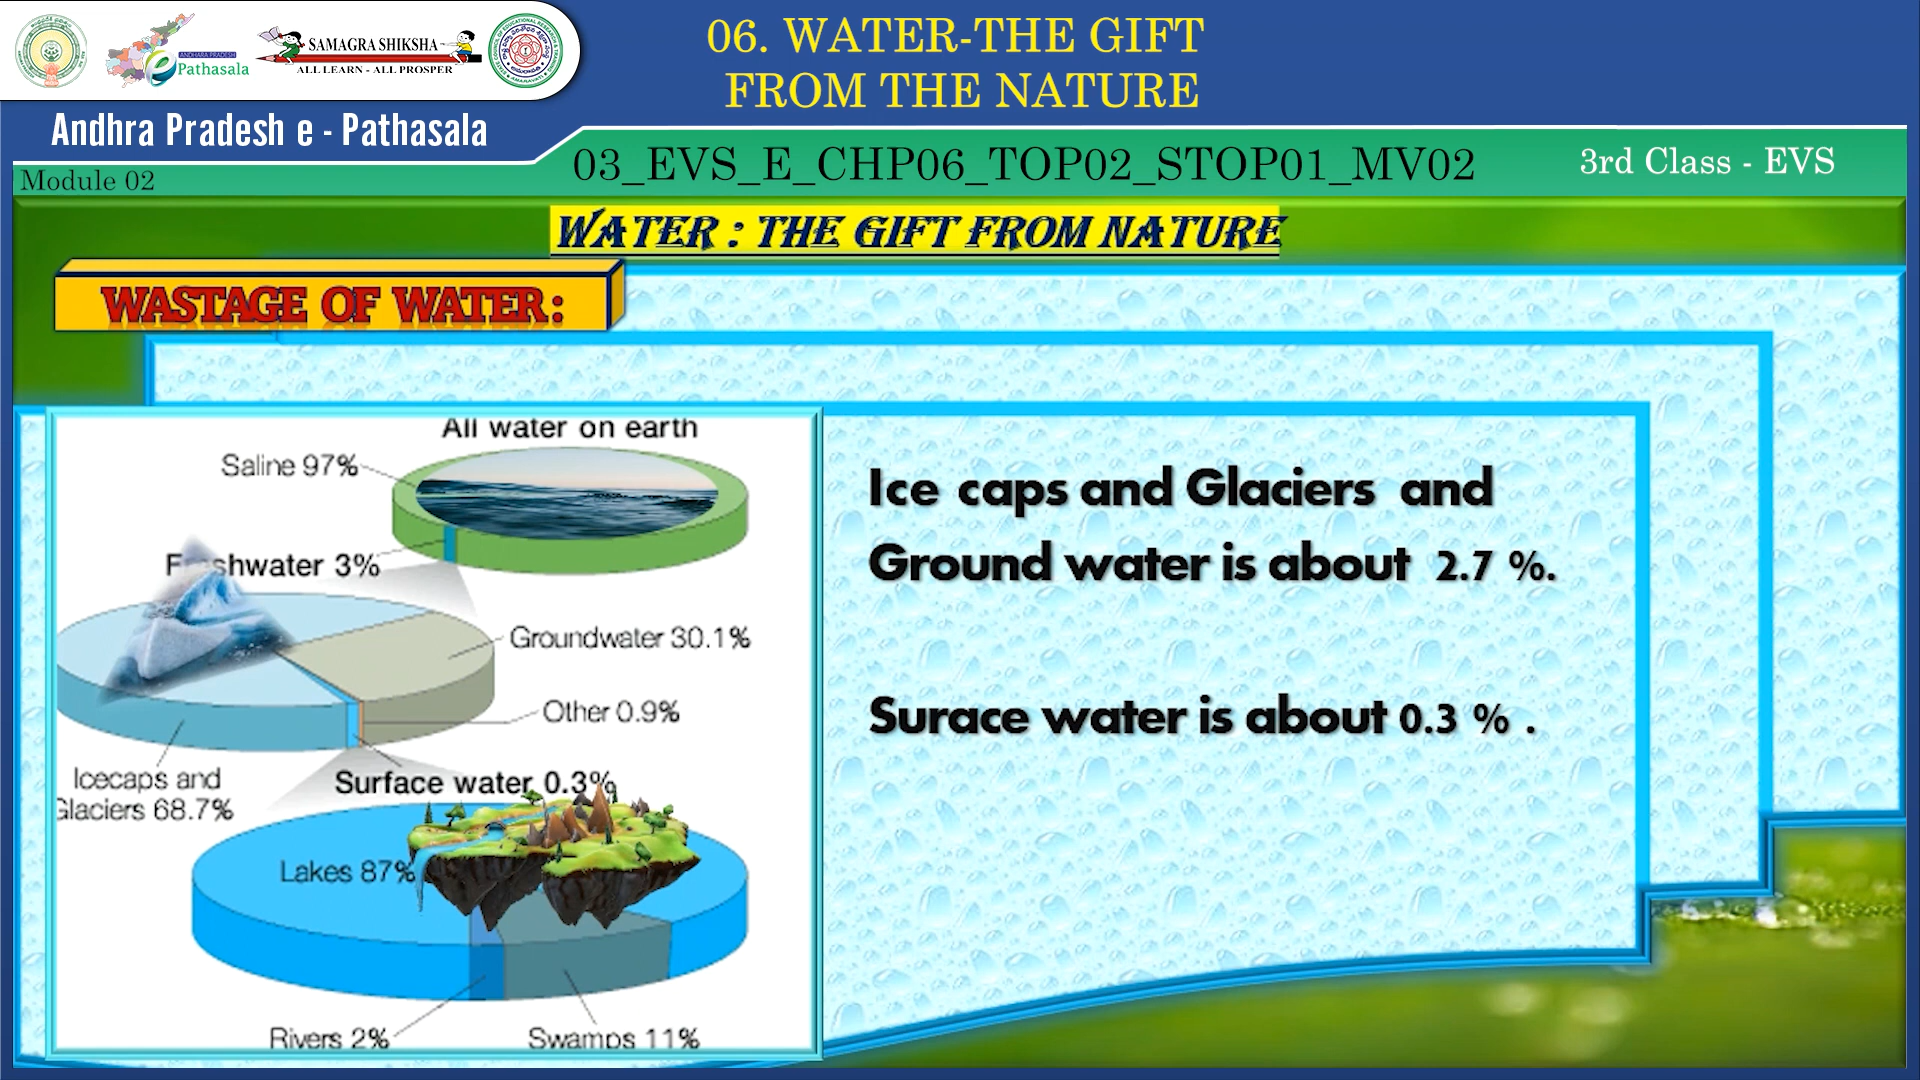 06. WATER-THE GIFT
FROM THE NATURE
ANDHRA PRADESH
e Pathasala
SAMAGRA SHIKSHA
ALL LEARN - ALL PROSPER
Andhra Pradesh e - Pathasala
Module 02
03_EVS_E_CHP06_TOP02_STOP01_MV02
3rd Class - EVS
WATER : THE GIFT FROM NATURE
WASTAGE OF WATER:
All water on earth
Saline 97%
Freshwater 3%
Groundwater 30.1%
Other 0.9%
Icecaps and
Glaciers 68.7%
Surface water 0.3%
Lakes 87%
Rivers 2%
Swamps 11%
Ice caps and Glaciers and
Ground water is about 2.7 %.
Surace water is about 0.3 % .